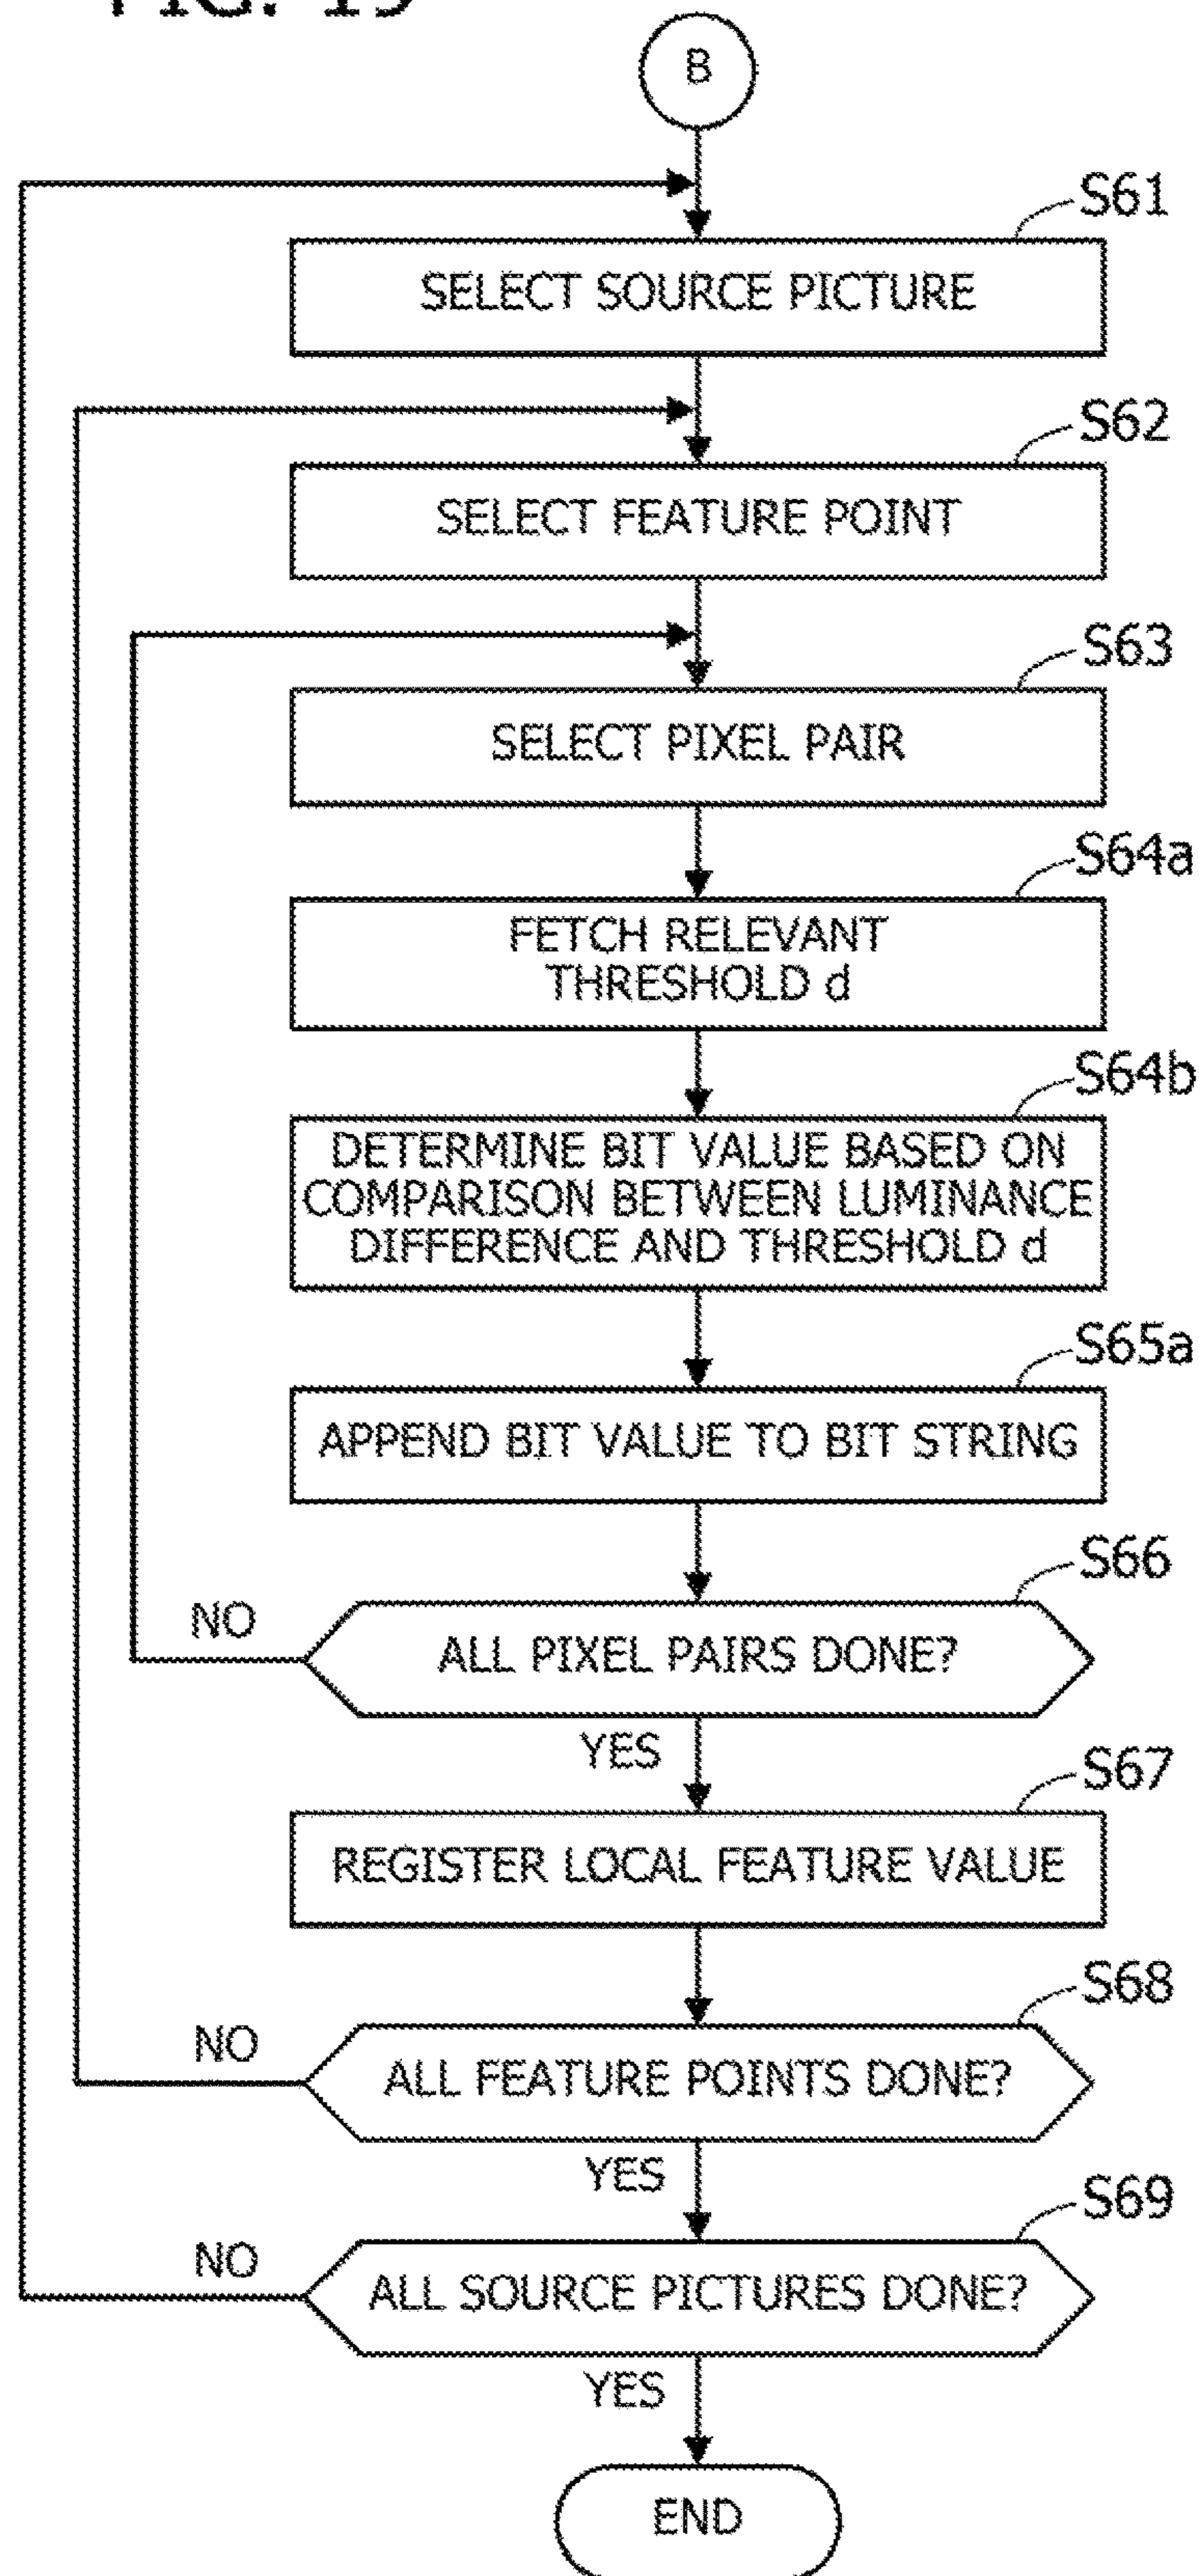 FIG. 19
B
S61
SELECT SOURCE PICTURE
S62
SELECT FEATURE POINT
S63
SELECT PIXEL PAIR
S64a
FETCH RELEVANT
THRESHOLD d
S64b
DETERMINE BIT VALUE BASED ON
COMPARISON BETWEEN LUMINANCE
DIFFERENCE AND THRESHOLD d
S65a
APPEND BIT VALUE TO BIT STRING
S66
NO
ALL PIXEL PAIRS DONE?
YES
S67
REGISTER LOCAL FEATURE VALUE
S68
NO
ALL FEATURE POINTS DONE?
YES
S69
NO
ALL SOURCE PICTURES DONE?
YES
END